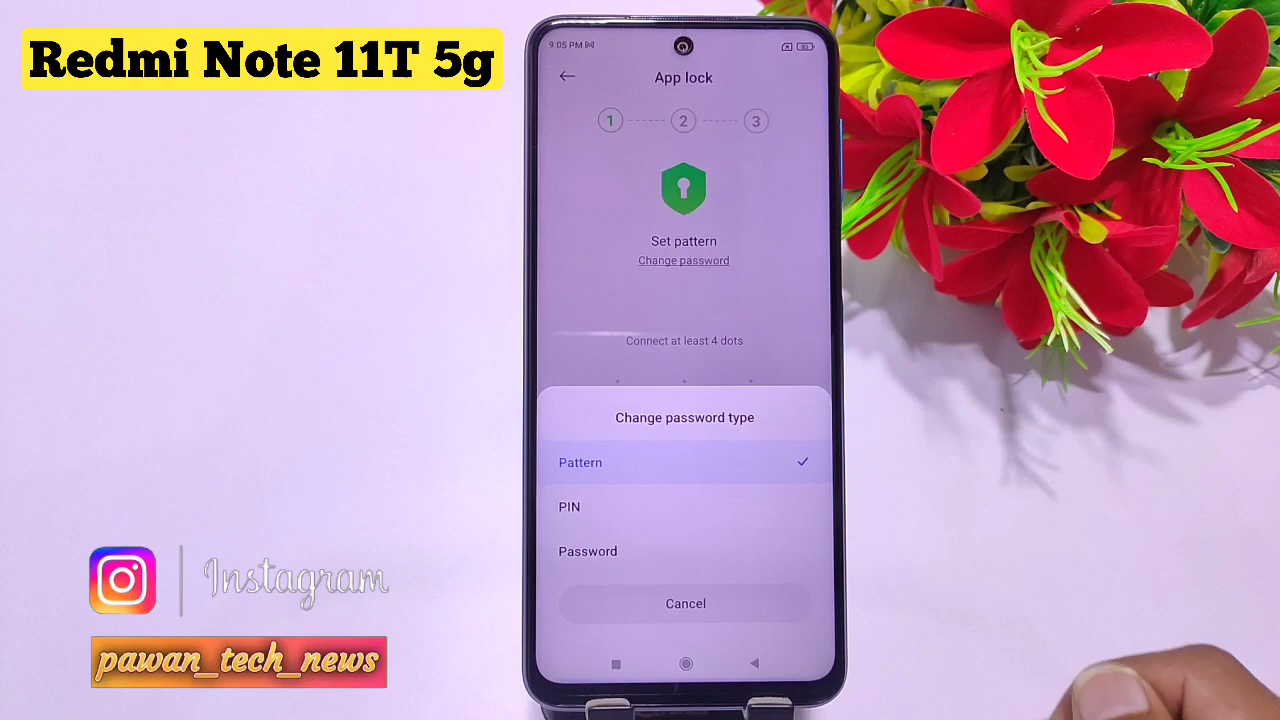 Redmi Note 11T 5g
9:05 PM
App lock
1
2
3
Set pattern
Change password
Connect at least 4 dots
Change password type
Pattern
PIN
Password
Cancel
Instagram
pawan_tech_news